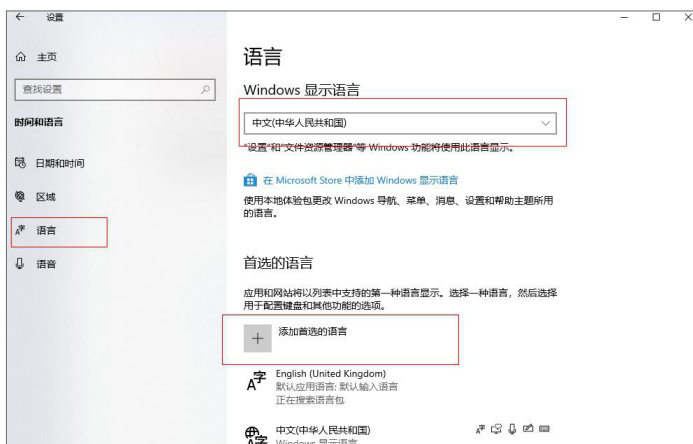 设置
主页
查找设置
时间和语言
日期和时间
区域
语言
语音
语言
Windows 显示语言
中文(中华人民共和国)
"设置"和"文件资源管理器"等 Windows 功能将使用此语言显示。
在 Microsoft Store 中添加 Windows 显示语言
使用本地体验包更改 Windows 导航、菜单、消息、设置和帮助主题所用
的语言。
首选的语言
应用和网站将以列表中支持的第一种语言显示。选择一种语言，然后选择
用于配置键盘和其他功能的选项。
添加首选的语言
English (United Kingdom)
默认应用语言; 默认输入语言
正在搜索语言包
中文(中华人民共和国)
Windows 显示语言